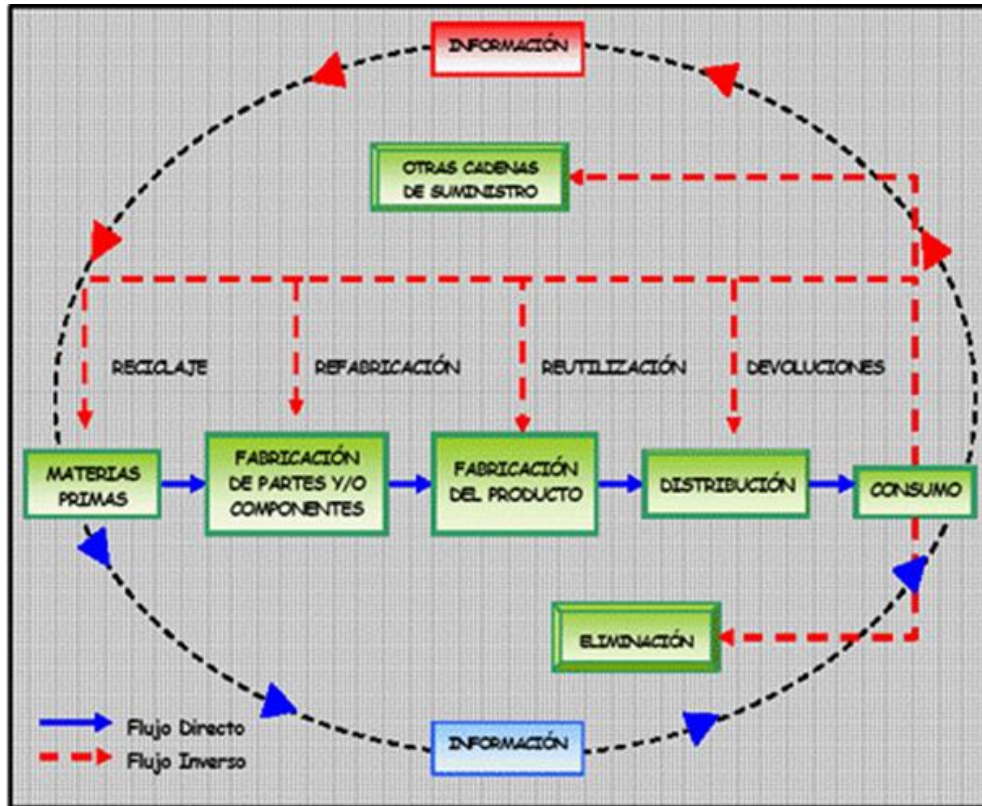 INFORMACIÓN
OTRAS CADENAS
DE SUMINISTRO
RECICLAJE
REFABRICACIÓN
REUTILIZACIÓN
DEVOLUCIONES
MATERIAS
PRIMAS
FABRICACIÓN
DE PARTES Y/O
COMPONENTES
FABRICACIÓN
DEL PRODUCTO
DISTRIBUCIÓN
CONSUMO
ELIMINACIÓN
Flujo Directo
Flujo Inverso
INFORMACIÓN